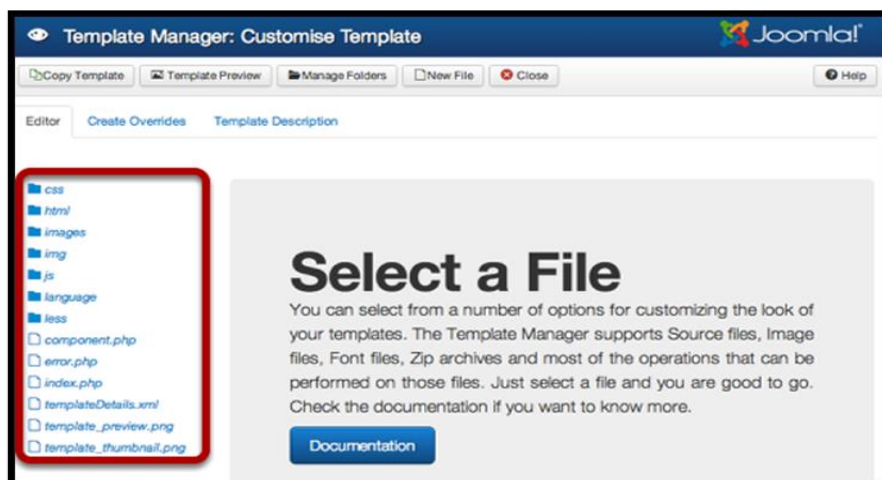 Template Manager: Customise Template
Joomla!
Copy Template
Template Preview
Manage Folders
New File
Close
Help
Editor
Create Overrides
Template Description
css
html
images
img
js
language
less
component.php
error.php
index.php
templateDetails.xml
template_preview.png
template_thumbnail.png
Select a File
You can select from a number of options for customizing the look of
your templates. The Template Manager supports Source files, Image
files, Font files, Zip archives and most of the operations that can be
performed on those files. Just select a file and you are good to go.
Check the documentation if you want to know more.
Documentation